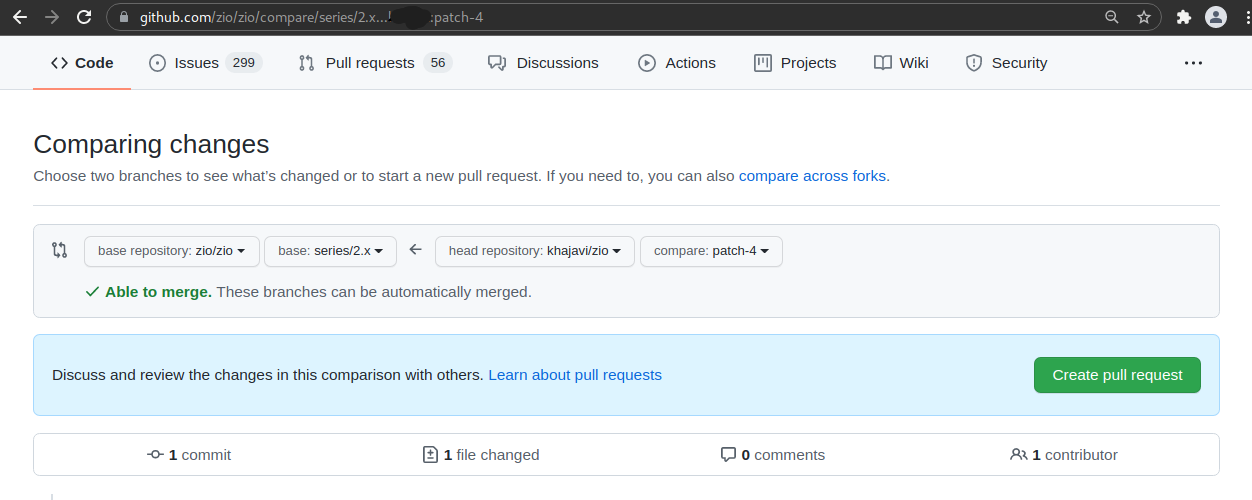 github.com/zio/zio/compare/series/2.x... :patch-4
Code Issues 299 Pull requests 56 Discussions Actions Projects Wiki Security
Comparing changes
Choose two branches to see what's changed or to start a new pull request. If you need to, you can also compare across forks.
base repository: zio/zio base: series/2.x head repository: khajavi/zio compare: patch-4
Able to merge. These branches can be automatically merged.
Discuss and review the changes in this comparison with others. Learn about pull requests Create pull request
1 commit 1 file changed 0 comments 1 contributor